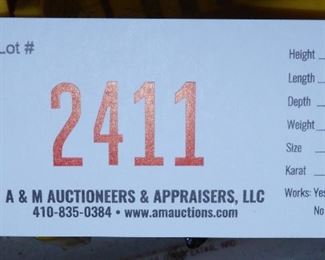 Lot #
2411
A & M AUCTIONEERS & APPRAISERS, LLC
410-835-0384 • www.amauctions.com
Height
Length
Depth
Weight
Size
Karat
Works: Yes
No